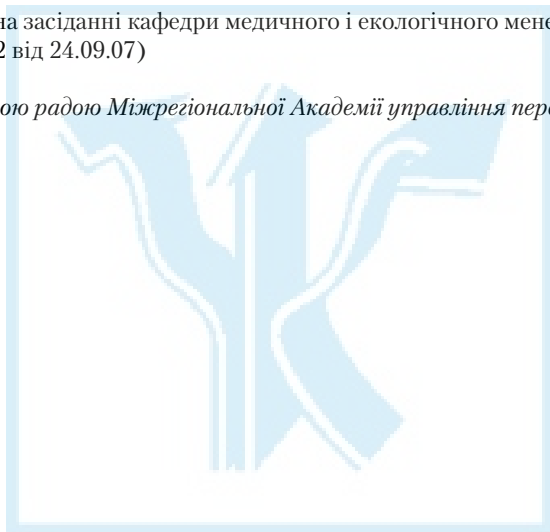 на засіданні кафедри медичного і екологічного мене
2 від 24.09.07)
ою радою Міжрегіональної Академії управління пер